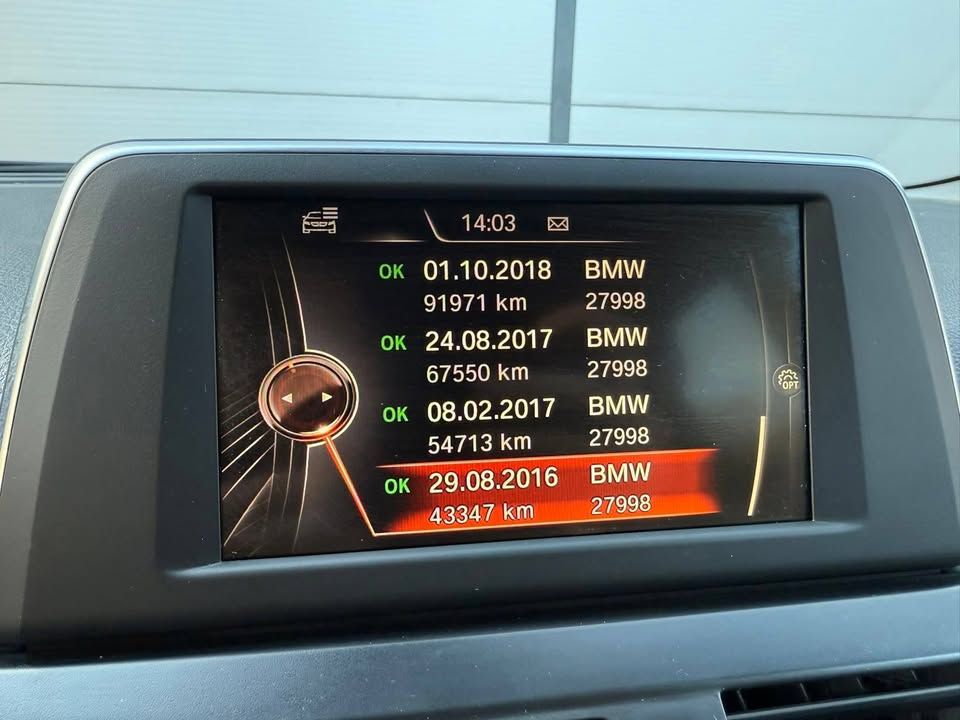 14:03
OK 01.10.2018 BMW
91971 km 27998
OK 24.08.2017 BMW
67550 km 27998
OK 08.02.2017 BMW
54713 km 27998
OK 29.08.2016 BMW
43347 km 27998
OPT